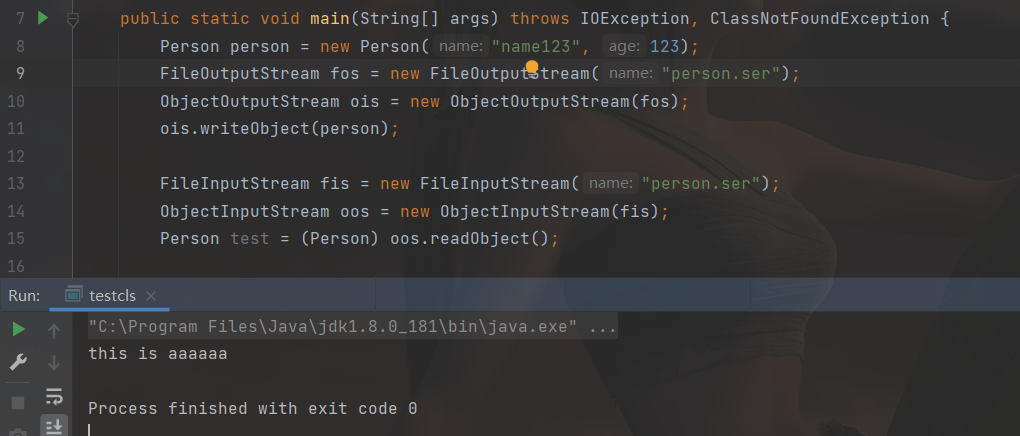 7 public static void main(String[] args) throws IOException, ClassNotFoundException {
8 Person person = new Person( name: "name123", age: 123);
9 FileOutputStream fos = new FileOutputStream( name: "person.ser");
10 ObjectOutputStream ois = new ObjectOutputStream(fos);
11 ois.writeObject(person);
12
13 FileInputStream fis = new FileInputStream( name: "person.ser");
14 ObjectInputStream oos = new ObjectInputStream(fis);
15 Person test = (Person) oos.readObject();
16
Run: testcls ×
"C:\Program Files\Java\jdk1.8.0_181\bin\java.exe" ...
this is aaaaaa
Process finished with exit code 0